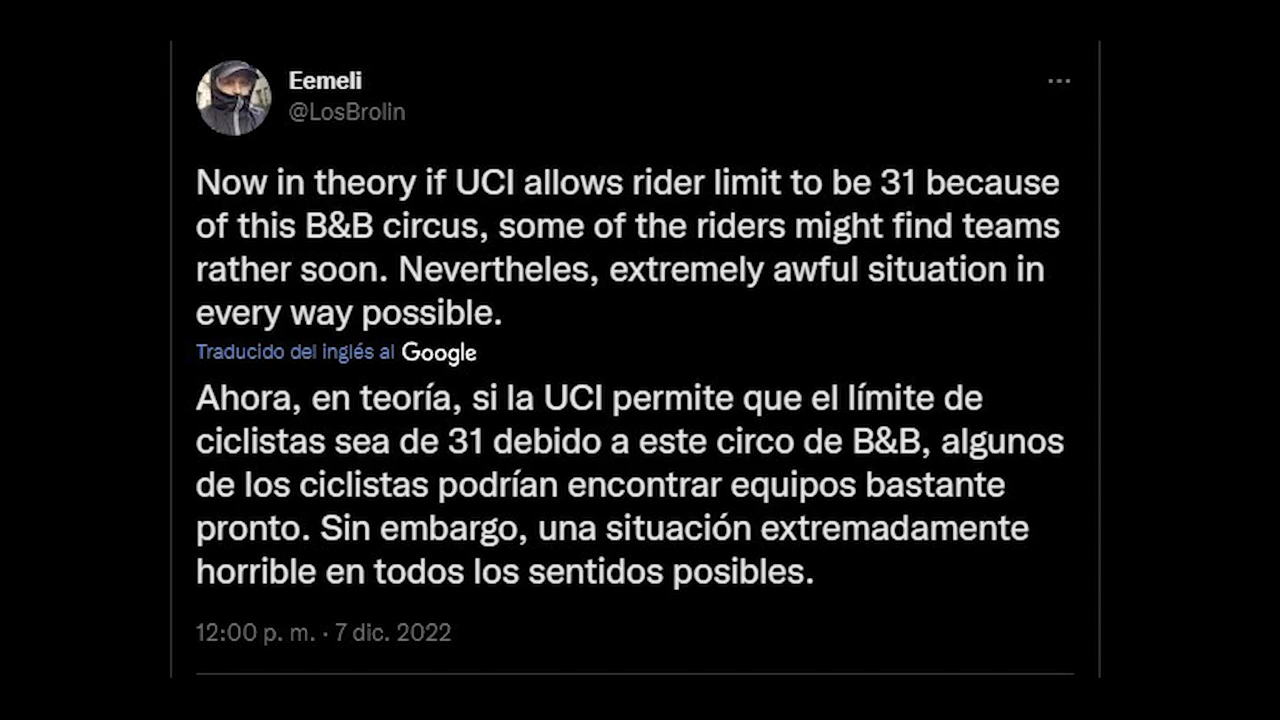 Eemeli
@LosBrolin
Now in theory if UCI allows rider limit to be 31 because
of this B&B circus, some of the riders might find teams
rather soon. Nevertheles, extremely awful situation in
every way possible.
Traducido del inglés al Google
Ahora, en teoría, si la UCI permite que el límite de
ciclistas sea de 31 debido a este circo de B&B, algunos
de los ciclistas podrían encontrar equipos bastante
pronto. Sin embargo, una situación extremadamente
horrible en todos los sentidos posibles.
12:00 p. m. · 7 dic. 2022